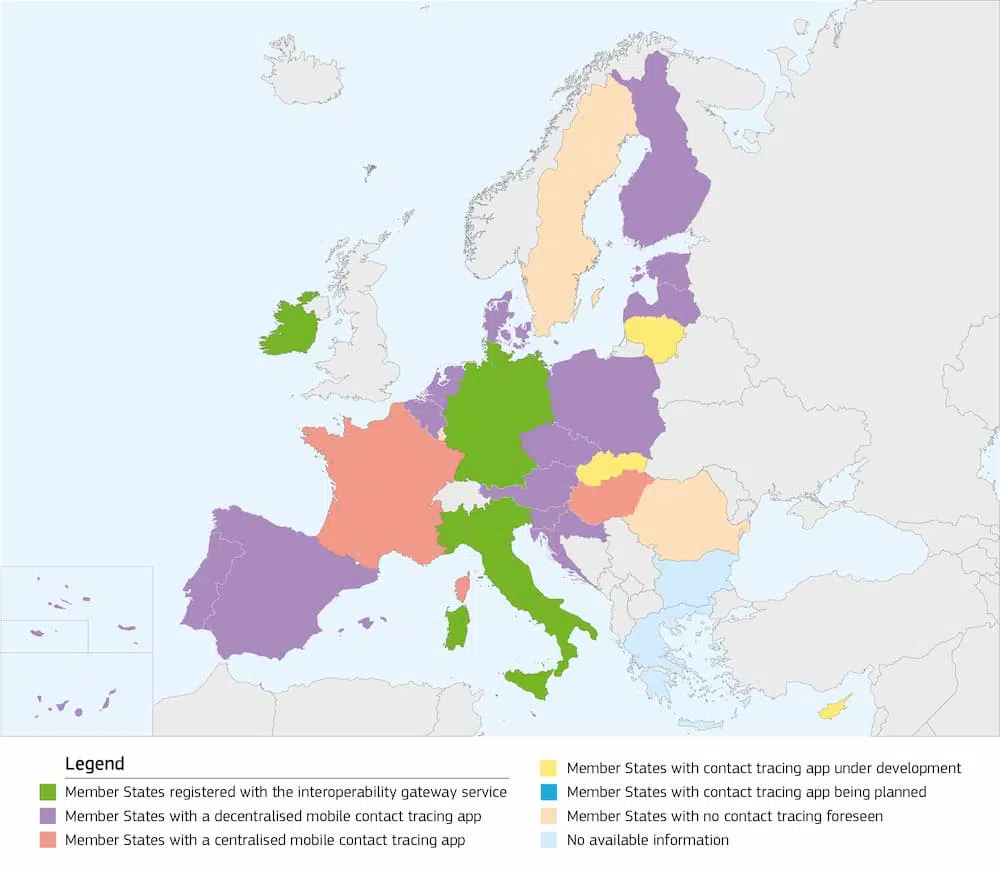 Legend
Member States registered with the interoperability gateway service
Member States with a decentralised mobile contact tracing app
Member States with a centralised mobile contact tracing app
Member States with contact tracing app under development
Member States with contact tracing app being planned
Member States with no contact tracing foreseen
No available information